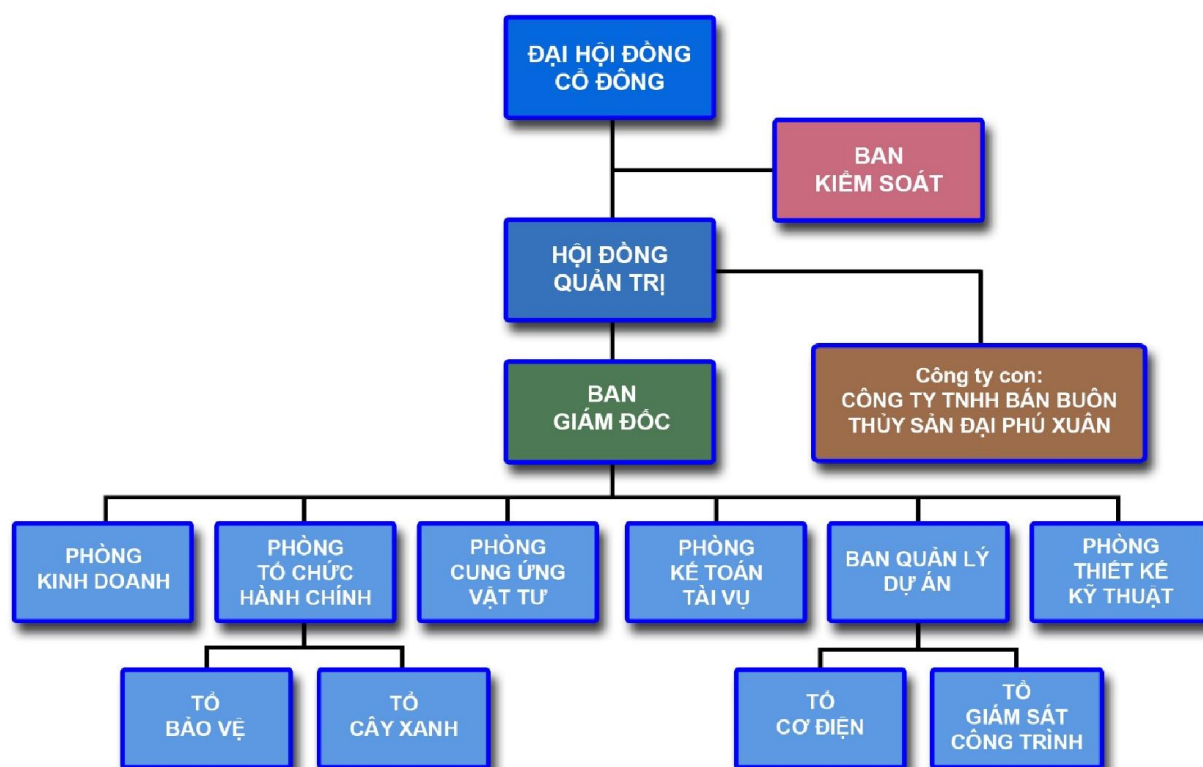 ĐẠI HỘI ĐỒNG
CỔ ĐÔNG
BAN
KIỂM SOÁT
HỘI ĐỒNG
QUẢN TRỊ
Công ty con:
CÔNG TY TNHH BÁN BUÔN
THỦY SẢN ĐẠI PHÚ XUÂN
BAN
GIÁM ĐỐC
PHÒNG
KINH DOANH
PHÒNG
TỔ CHỨC
HÀNH CHÍNH
PHÒNG
CUNG ỨNG
VẬT TƯ
PHÒNG
KẾ TOÁN
TÀI VỤ
BAN QUẢN LÝ
DỰ ÁN
PHÒNG
THIẾT KẾ
KỸ THUẬT
TỔ
BẢO VỆ
TỔ
CÂY XANH
TỔ
CƠ ĐIỆN
TỔ
GIÁM SÁT
CÔNG TRÌNH